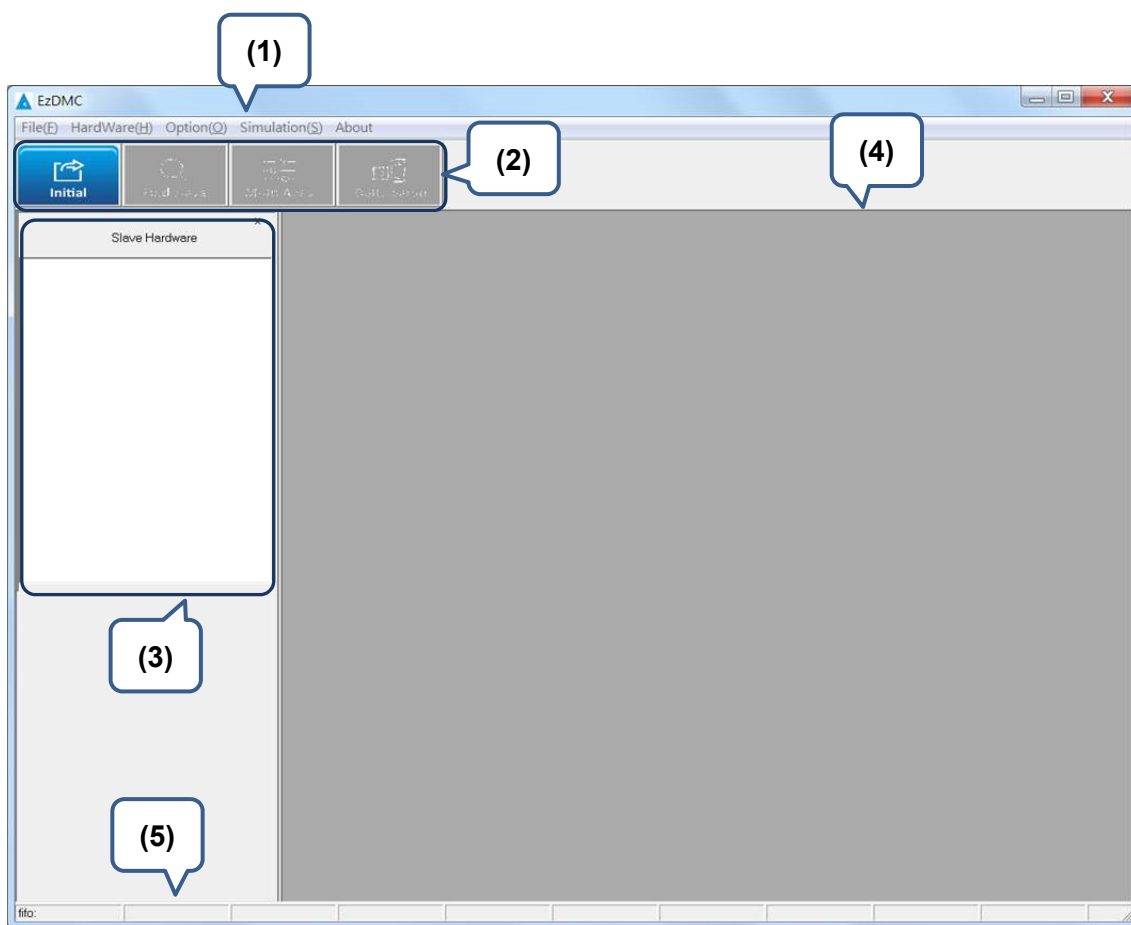 (1)
EzDMC
File(F) HardWare(H) Option(O) Simulation(S) About
(2)
(4)
Initial
x
Slave Hardware
(3)
(5)
fifo: